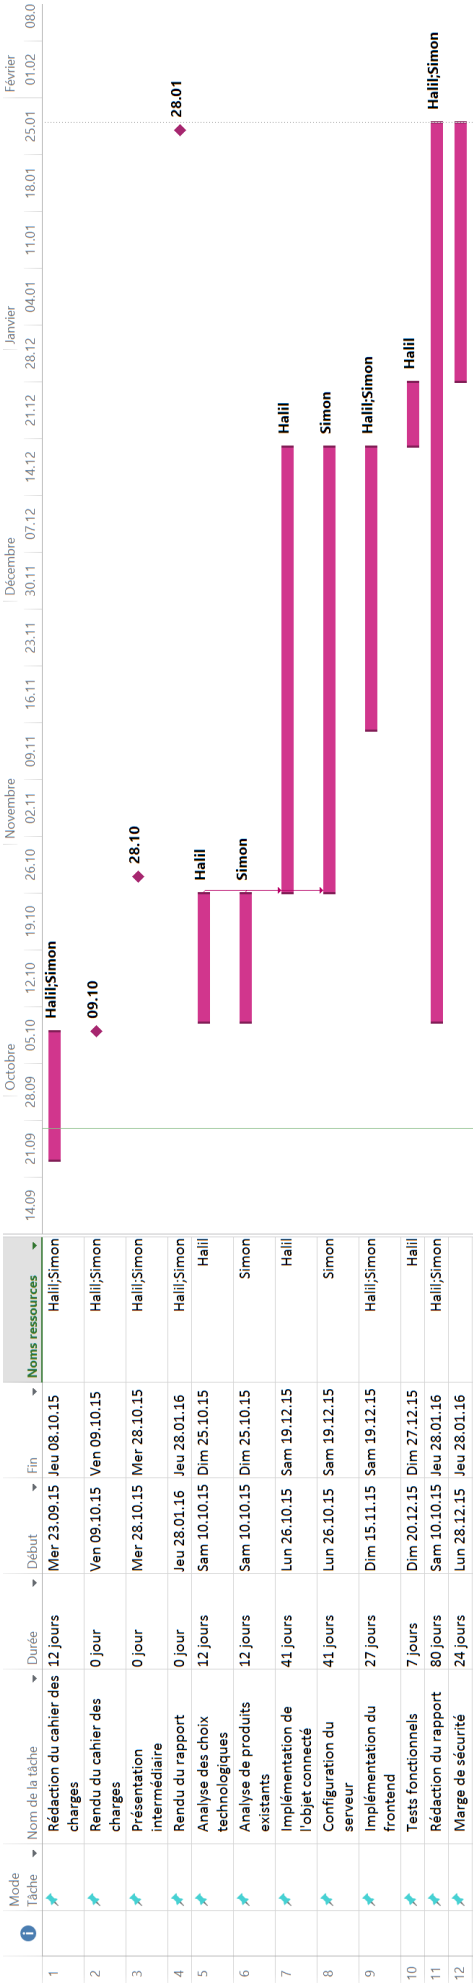 Mode
Tâche
Nom de la tâche
Durée
Début
Fin
Noms ressources
Octobre
Novembre
Décembre
Janvier
Février
14.09 21.09 28.09 05.10 12.10 19.10 26.10 02.11 09.11 16.11 23.11 30.11 07.12 14.12 21.12 28.12 04.01 11.01 18.01 25.01 01.02 08.0
1 Rédaction du cahier des 12 jours Mer 23.09.15 Jeu 08.10.15 Halil;Simon Halil;Simon
charges
2 Rendu du cahier des 0 jour Ven 09.10.15 Ven 09.10.15 Halil;Simon 09.10
charges
3 Présentation 0 jour Mer 28.10.15 Mer 28.10.15 Halil;Simon 28.10
intermédiaire
4 Rendu du rapport 0 jour Jeu 28.01.16 Jeu 28.01.16 Halil;Simon 28.01
5 Analyse des choix 12 jours Sam 10.10.15 Dim 25.10.15 Halil Halil
technologiques
6 Analyse de produits 12 jours Sam 10.10.15 Dim 25.10.15 Simon Simon
existants
7 Implémentation de 41 jours Lun 26.10.15 Sam 19.12.15 Halil Halil
l'objet connecté
8 Configuration du 41 jours Lun 26.10.15 Sam 19.12.15 Simon Simon
serveur
9 Implémentation du 27 jours Dim 15.11.15 Sam 19.12.15 Halil;Simon Halil;Simon
frontend
10 Tests fonctionnels 7 jours Dim 20.12.15 Dim 27.12.15 Halil Halil
11 Rédaction du rapport 80 jours Sam 10.10.15 Jeu 28.01.16 Halil;Simon Halil;Simon
12 Marge de sécurité 24 jours Lun 28.12.15 Jeu 28.01.16